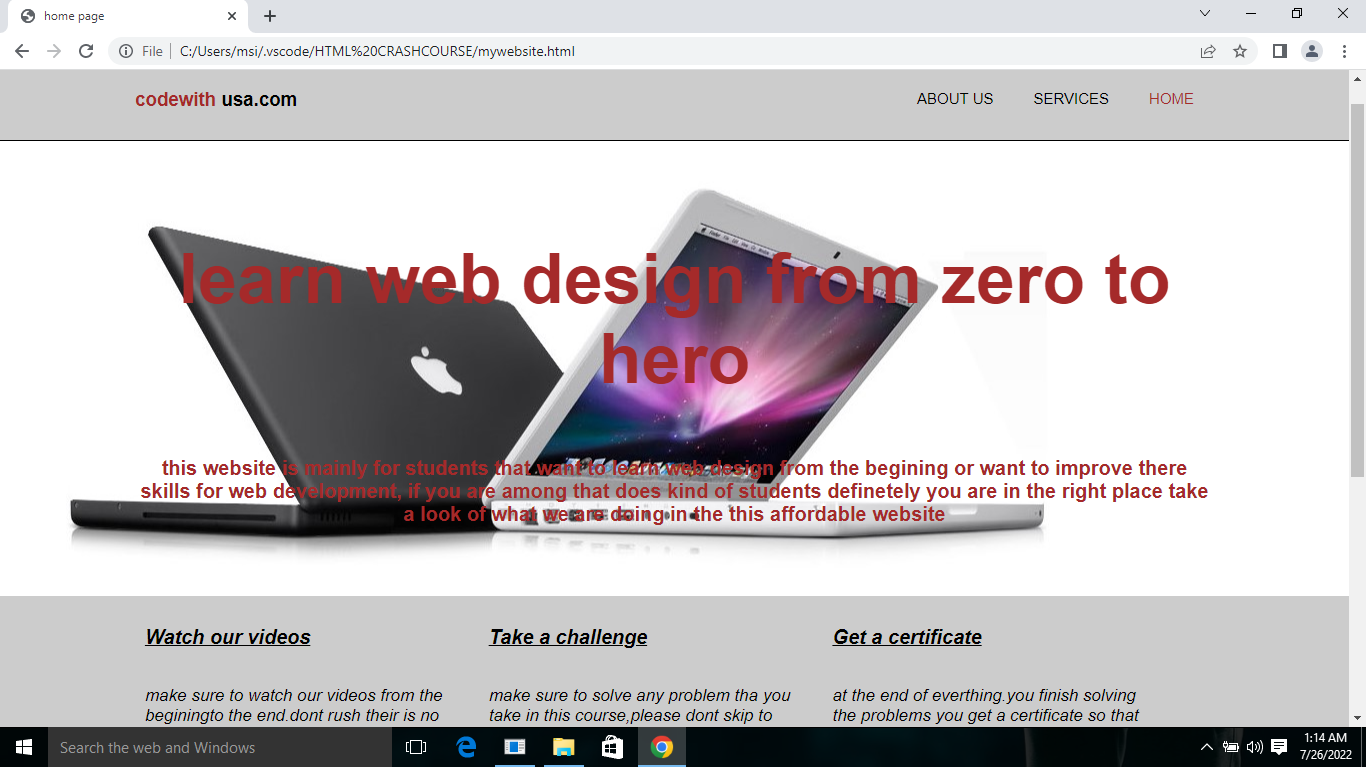 home page
File
C:/Users/msi/.vscode/HTML%20CRASHCOURSE/mywebsite.html
codewith usa.com
ABOUT US
SERVICES
HOME
learn web design from zero to
hero
this website is mainly for students that want to learn web design from the begining or want to improve there
skills for web development, if you are among that does kind of students definetely you are in the right place take
a look of what we are doing in the this affordable website
Watch our videos
Take a challenge
Get a certificate
make sure to watch our videos from the
beginingto the end.dont rush their is no
make sure to solve any problem tha you
take in this course,please dont skip to
at the end of everthing.you finish solving
the problems you get a certificate so that
Search the web and Windows
1:14 AM
7/26/2022